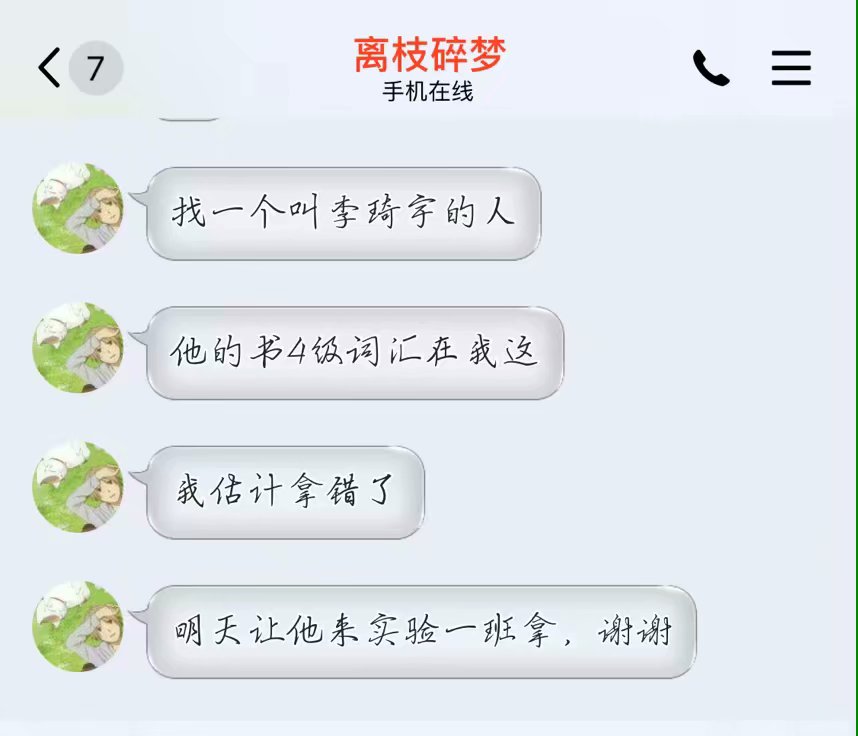 7
离枝碎梦
手机在线
找一个叫李琦宇的人
他的书4级词汇在我这
我估计拿错了
明天让他来实验一班拿，谢谢